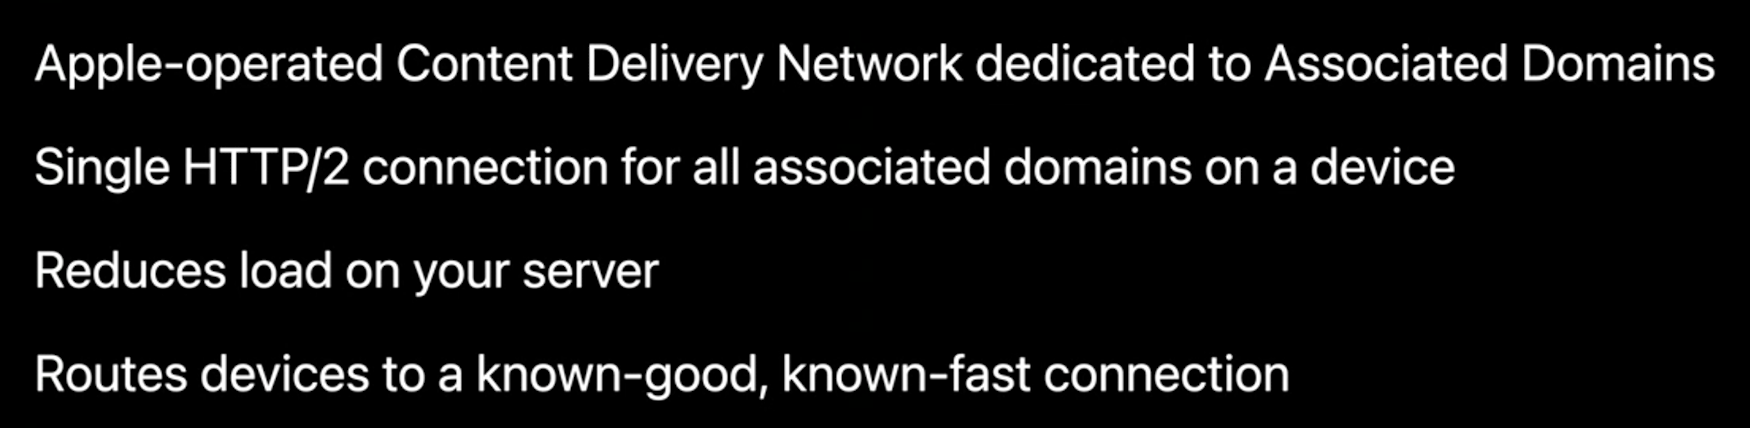 Apple-operated Content Delivery Network dedicated to Associated Domains
Single HTTP/2 connection for all associated domains on a device
Reduces load on your server
Routes devices to a known-good, known-fast connection